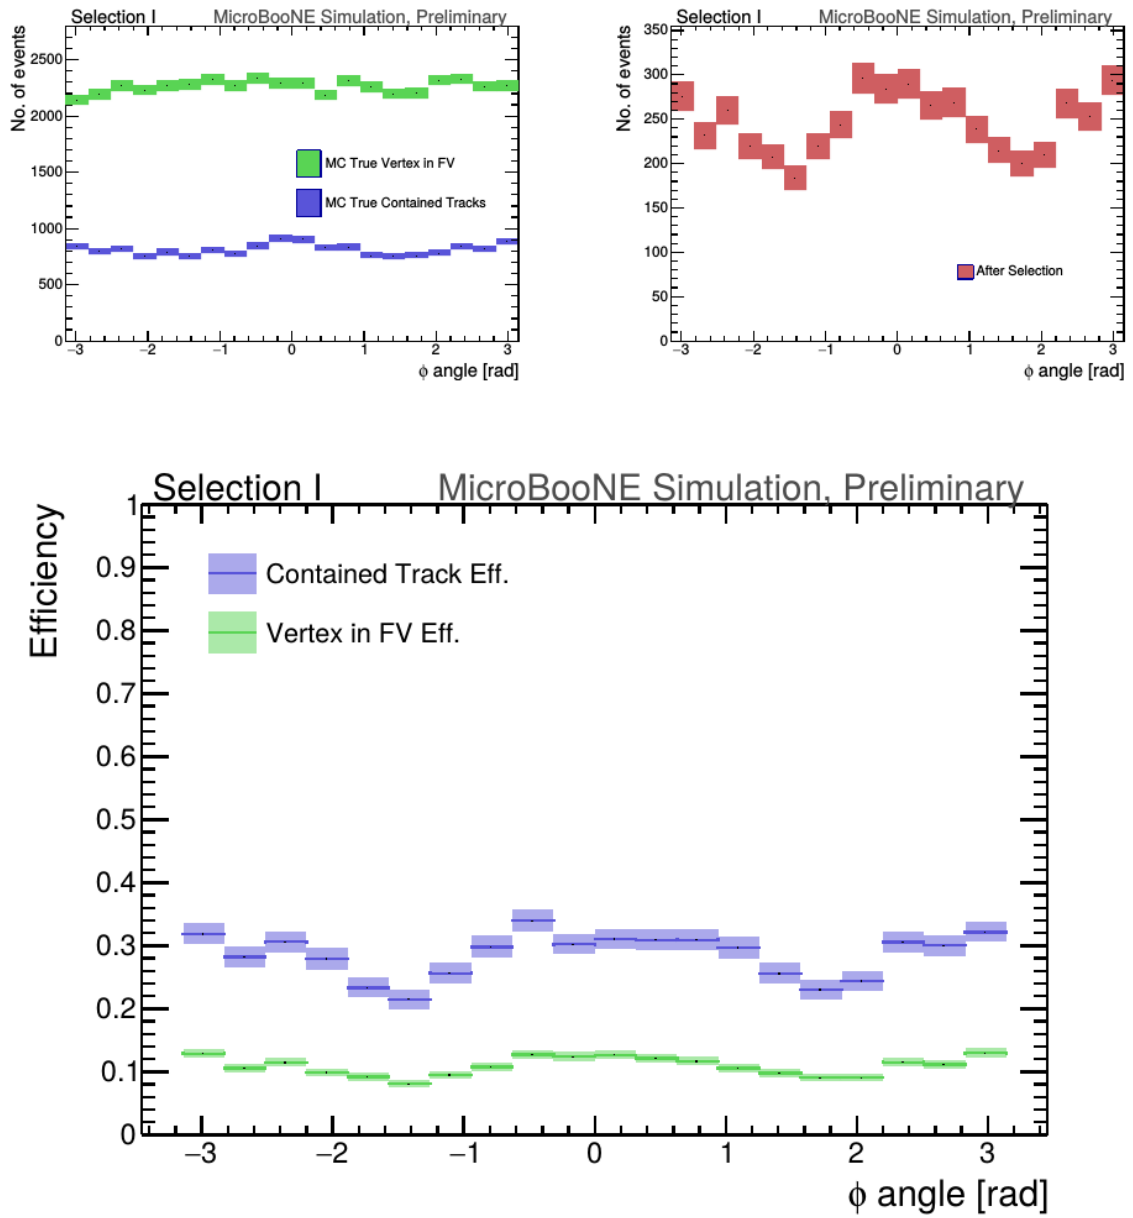 Selection I MicroBooNE Simulation, Preliminary
No. of events
2500
2000
1500
1000
500
0
MC True Vertex in FV
MC True Contained Tracks
−3 −2 −1 0 1 2 3
ϕ angle [rad]
Selection I MicroBooNE Simulation, Preliminary
No. of events
350
300
250
200
150
100
50
0
After Selection
−3 −2 −1 0 1 2 3
ϕ angle [rad]
Selection I MicroBooNE Simulation, Preliminary
Efficiency
1
0.9
0.8
0.7
0.6
0.5
0.4
0.3
0.2
0.1
0
Contained Track Eff.
Vertex in FV Eff.
−3 −2 −1 0 1 2 3
ϕ angle [rad]